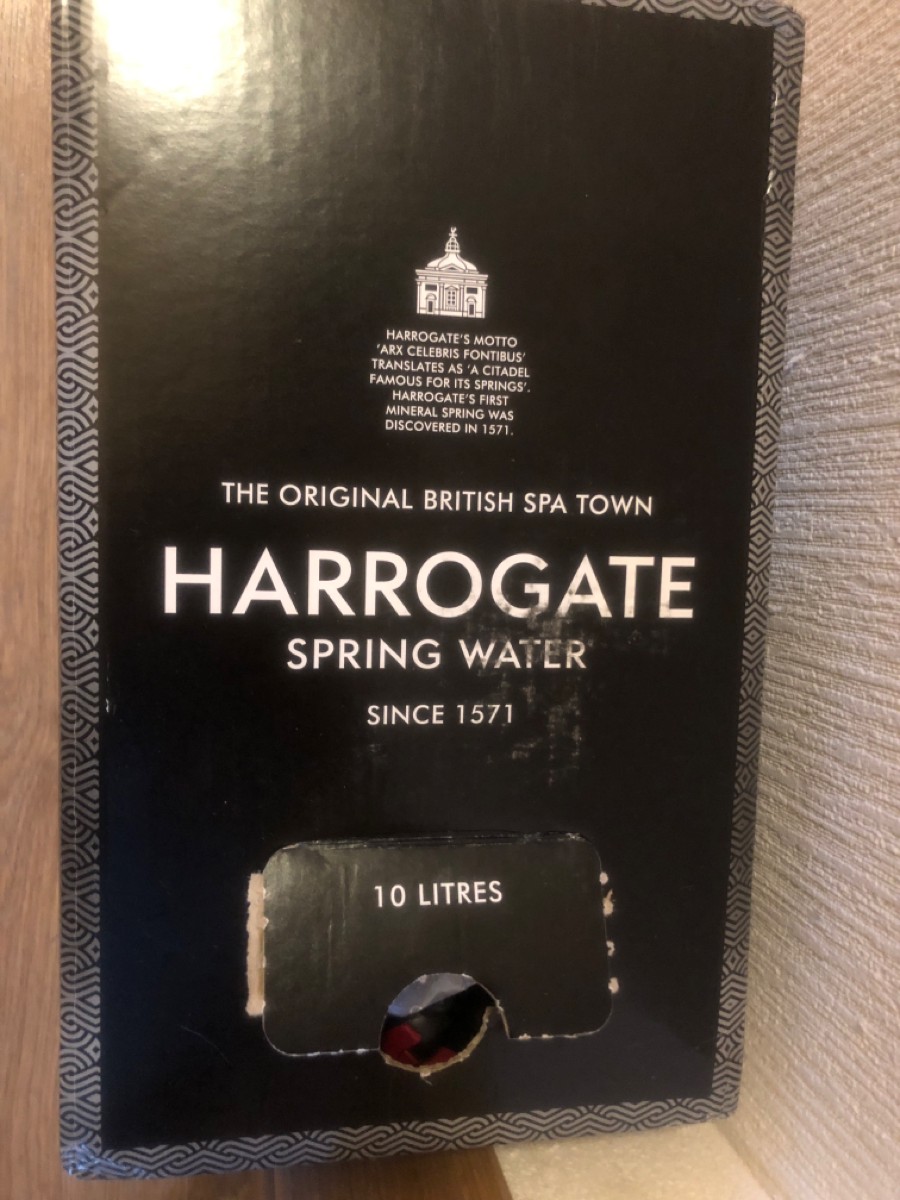 HARROGATE'S MOTTO
'ARX CELEBRIS FONTIBUS'
TRANSLATES AS 'A CITADEL
FAMOUS FOR ITS SPRINGS'.
HARROGATE'S FIRST
MINERAL SPRING WAS
DISCOVERED IN 1571.
THE ORIGINAL BRITISH SPA TOWN
HARROGATE
SPRING WATER
SINCE 1571
10 LITRES